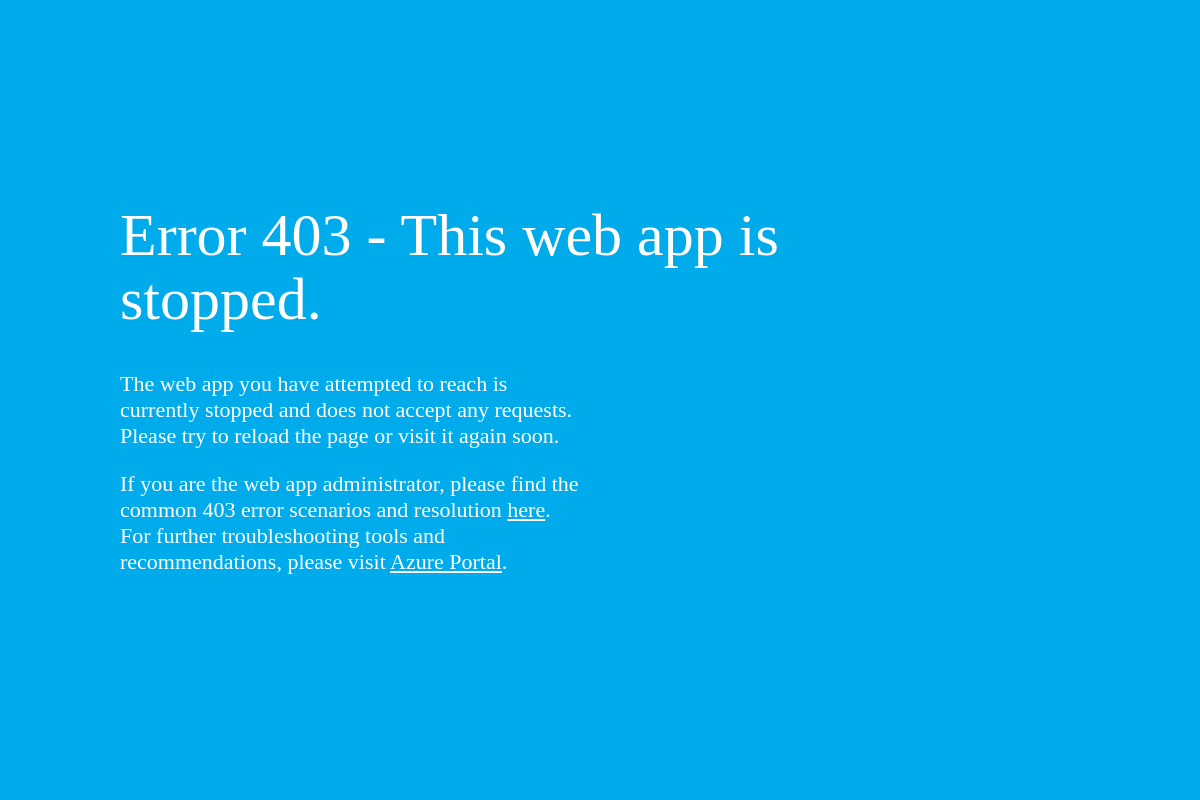 Error 403 - This web app is
stopped.
The web app you have attempted to reach is
currently stopped and does not accept any requests.
Please try to reload the page or visit it again soon.
If you are the web app administrator, please find the
common 403 error scenarios and resolution here.
For further troubleshooting tools and
recommendations, please visit Azure Portal.